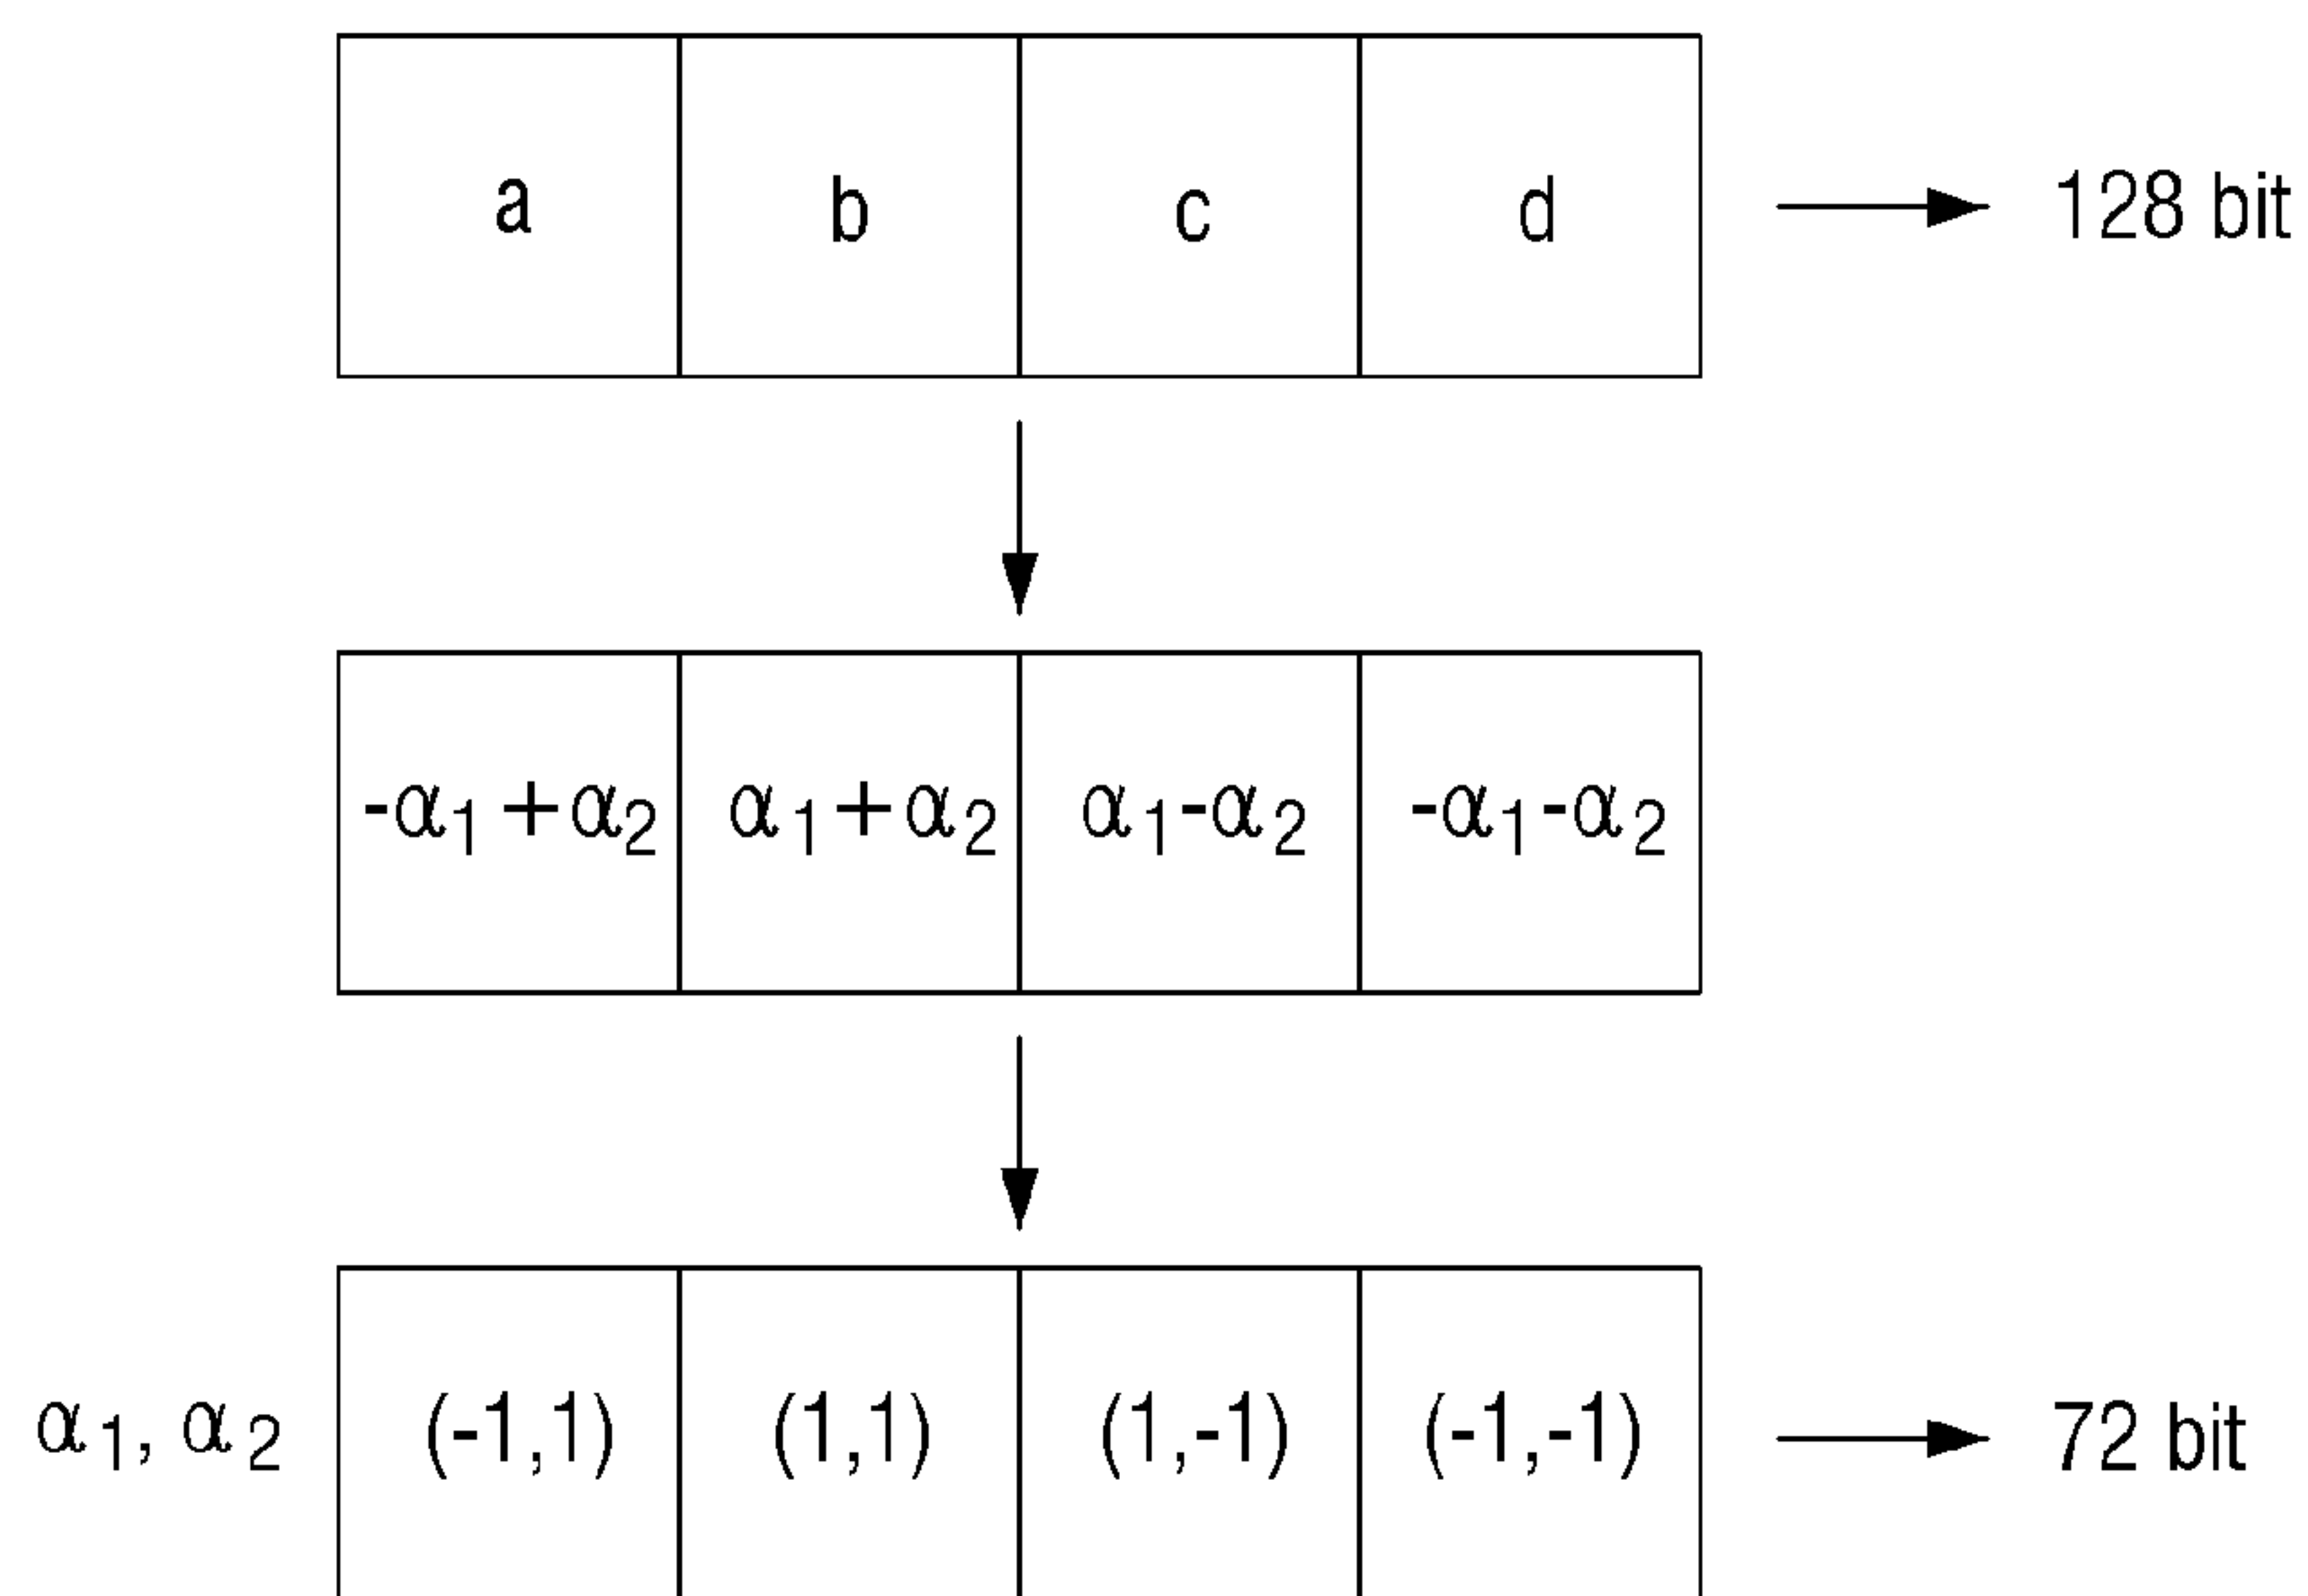 a b c d 128 bit
-α1+α2 α1+α2 α1-α2 -α1-α2
α1, α2 (-1,1) (1,1) (1,-1) (-1,-1) 72 bit